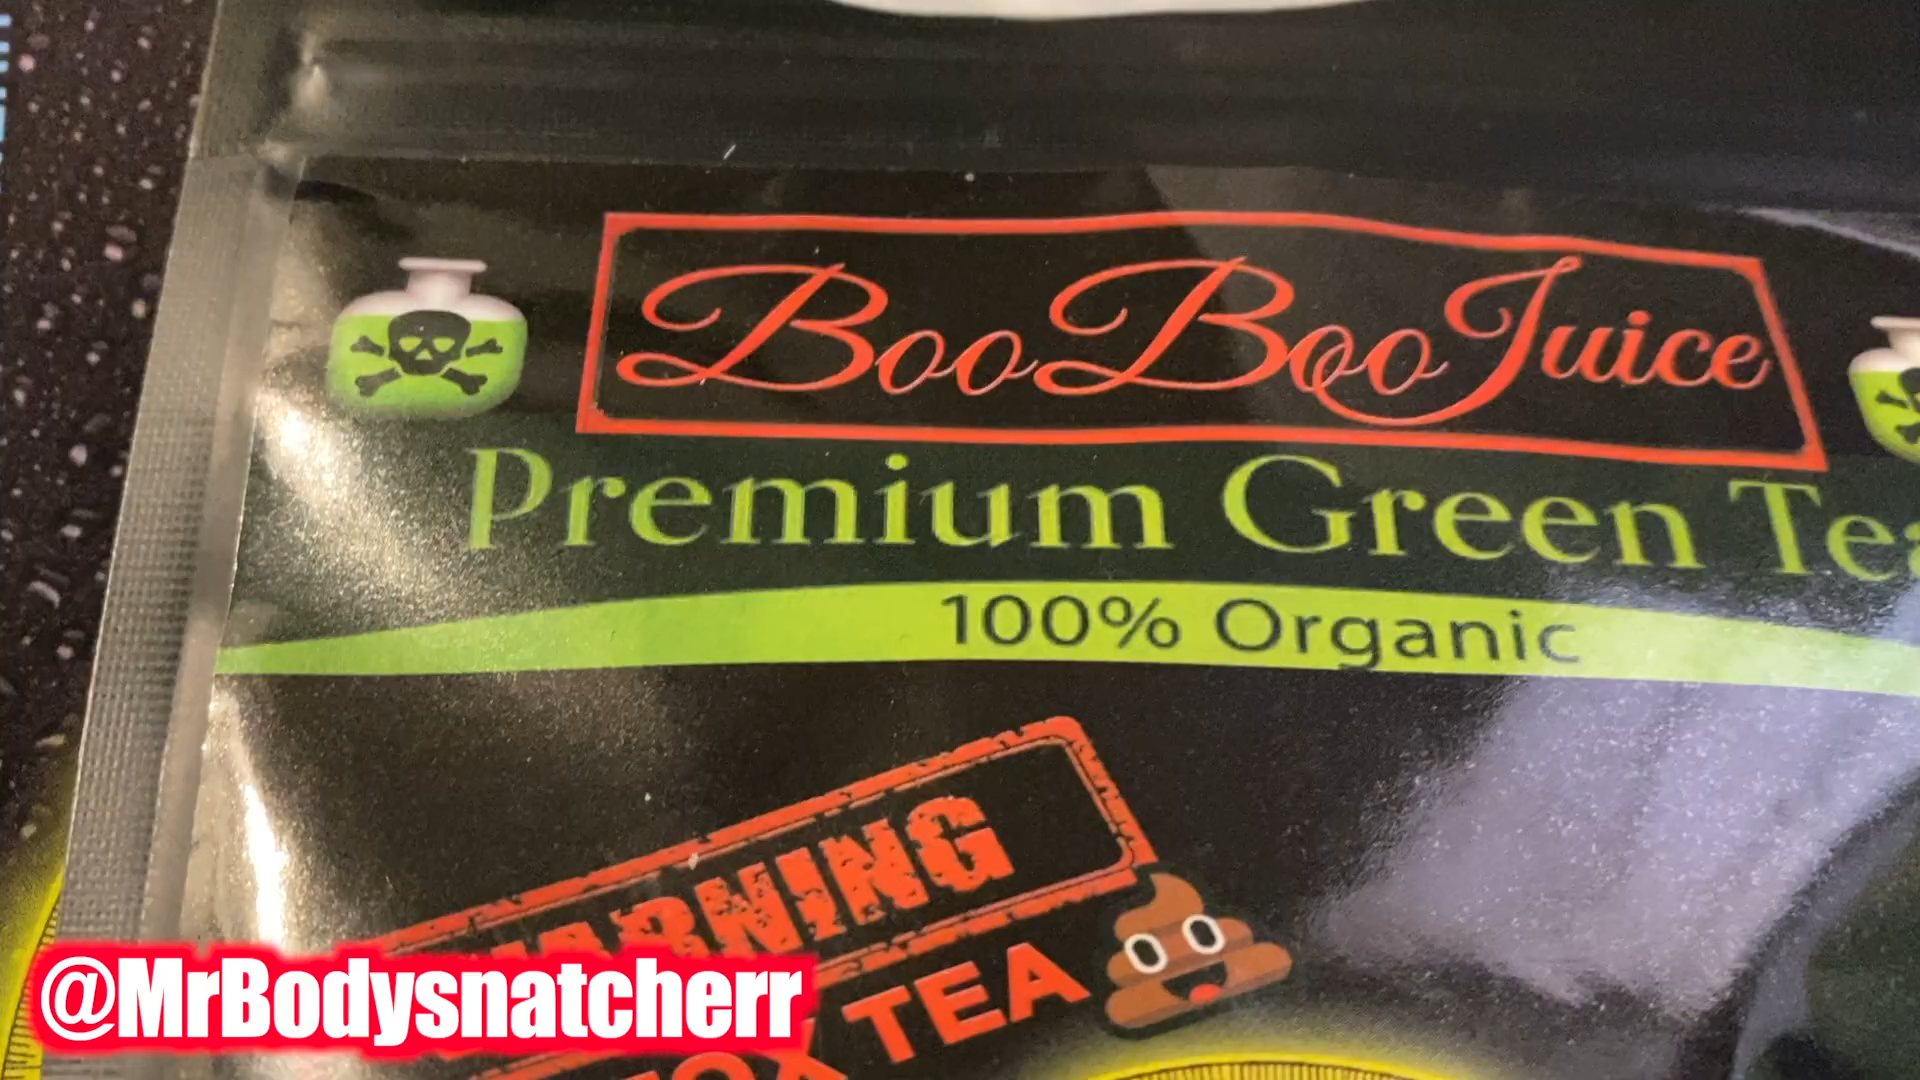 BooBooJuice
Premium Green Tea
100% Organic
WARNING
TEA
@MrBodysnatcherr